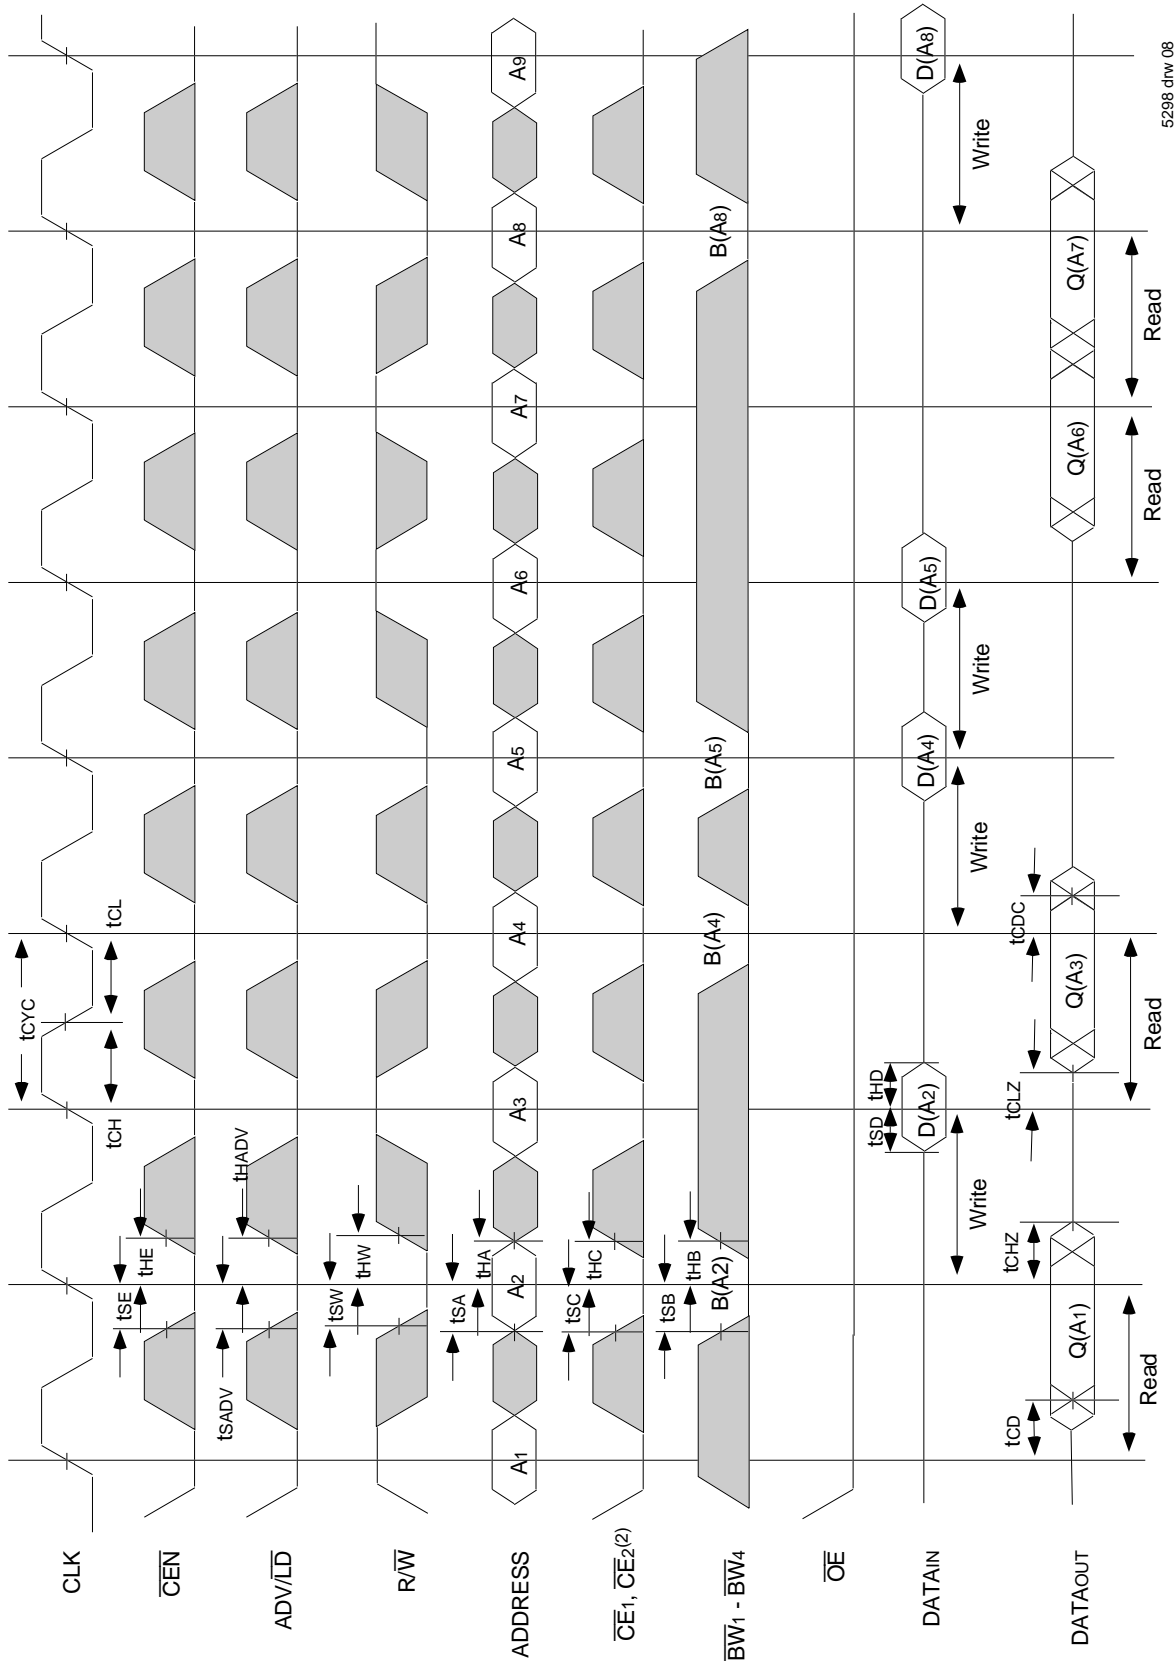 tCYC
CLK
tCH
tCL
CEN
tSE
tHE
ADV/LD
tSADV
tHADV
R/W
tSW
tHW
ADDRESS
tSA
tHA
A1
A2
A3
A4
A5
A6
A7
A8
A9
CE1, CE2(2)
tSC
tHC
BW1 - BW4
tSB
tHB
B(A2)
B(A4)
B(A5)
B(A8)
OE
DATAIN
tSD
tHD
D(A2)
D(A4)
D(A5)
D(A8)
Write
Write
Write
Write
DATAOUT
tCD
tCHZ
tCLZ
tCDC
Q(A1)
Q(A3)
Q(A6)
Q(A7)
Read
Read
Read
Read
5298 drw 08